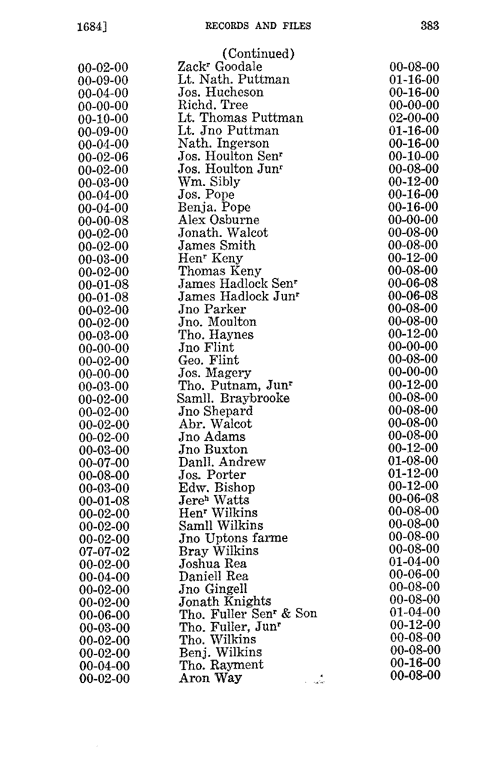 1684] RECORDS AND FILES 383
(Continued)
00-02-00 Zackʳ Goodale 00-08-00
00-09-00 Lt. Nath. Puttman 01-16-00
00-04-00 Jos. Hucheson 00-16-00
00-00-00 Richd. Tree 00-00-00
00-10-00 Lt. Thomas Puttman 02-00-00
00-09-00 Lt. Jno Puttman 01-16-00
00-04-00 Nath. Ingerson 00-16-00
00-02-06 Jos. Houlton Senʳ 00-10-00
00-02-00 Jos. Houlton Junʳ 00-08-00
00-03-00 Wm. Sibly 00-12-00
00-04-00 Jos. Pope 00-16-00
00-04-00 Benja. Pope 00-16-00
00-00-08 Alex Osburne 00-00-00
00-02-00 Jonath. Walcot 00-08-00
00-02-00 James Smith 00-08-00
00-03-00 Henʳ Keny 00-12-00
00-02-00 Thomas Keny 00-08-00
00-01-08 James Hadlock Senʳ 00-06-08
00-01-08 James Hadlock Junʳ 00-06-08
00-02-00 Jno Parker 00-08-00
00-02-00 Jno. Moulton 00-08-00
00-03-00 Tho. Haynes 00-12-00
00-00-00 Jno Flint 00-00-00
00-02-00 Geo. Flint 00-08-00
00-00-00 Jos. Magery 00-00-00
00-03-00 Tho. Putnam, Junʳ 00-12-00
00-02-00 Samll. Braybrooke 00-08-00
00-02-00 Jno Shepard 00-08-00
00-02-00 Abr. Walcot 00-08-00
00-02-00 Jno Adams 00-08-00
00-03-00 Jno Buxton 00-12-00
00-07-00 Danll. Andrew 01-08-00
00-08-00 Jos. Porter 01-12-00
00-03-00 Edw. Bishop 00-12-00
00-01-08 Jereʰ Watts 00-06-08
00-02-00 Henʳ Wilkins 00-08-00
00-02-00 Samll Wilkins 00-08-00
00-02-00 Jno Uptons farme 00-08-00
07-07-02 Bray Wilkins 00-08-00
00-02-00 Joshua Rea 01-04-00
00-04-00 Daniell Rea 00-06-00
00-02-00 Jno Gingell 00-08-00
00-02-00 Jonath Knights 00-08-00
00-06-00 Tho. Fuller Senʳ & Son 01-04-00
00-03-00 Tho. Fuller, Junʳ 00-12-00
00-02-00 Tho. Wilkins 00-08-00
00-02-00 Benj. Wilkins 00-08-00
00-04-00 Tho. Rayment 00-16-00
00-02-00 Aron Way 00-08-00